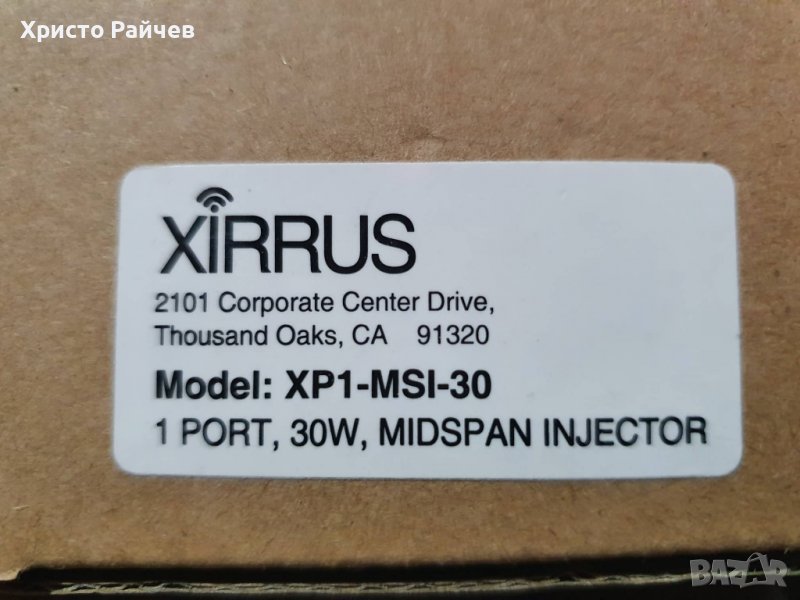 Христо Райчев
XIRRUS
2101 Corporate Center Drive,
Thousand Oaks, CA 91320
Model: XP1-MSI-30
1 PORT, 30W, MIDSPAN INJECTOR
BAZAR